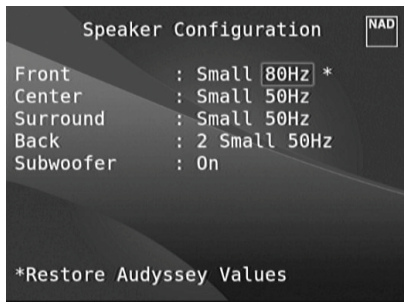 Speaker Configuration
NAD
Front : Small 80Hz *
Center : Small 50Hz
Surround : Small 50Hz
Back : 2 Small 50Hz
Subwoofer : On
*Restore Audyssey Values